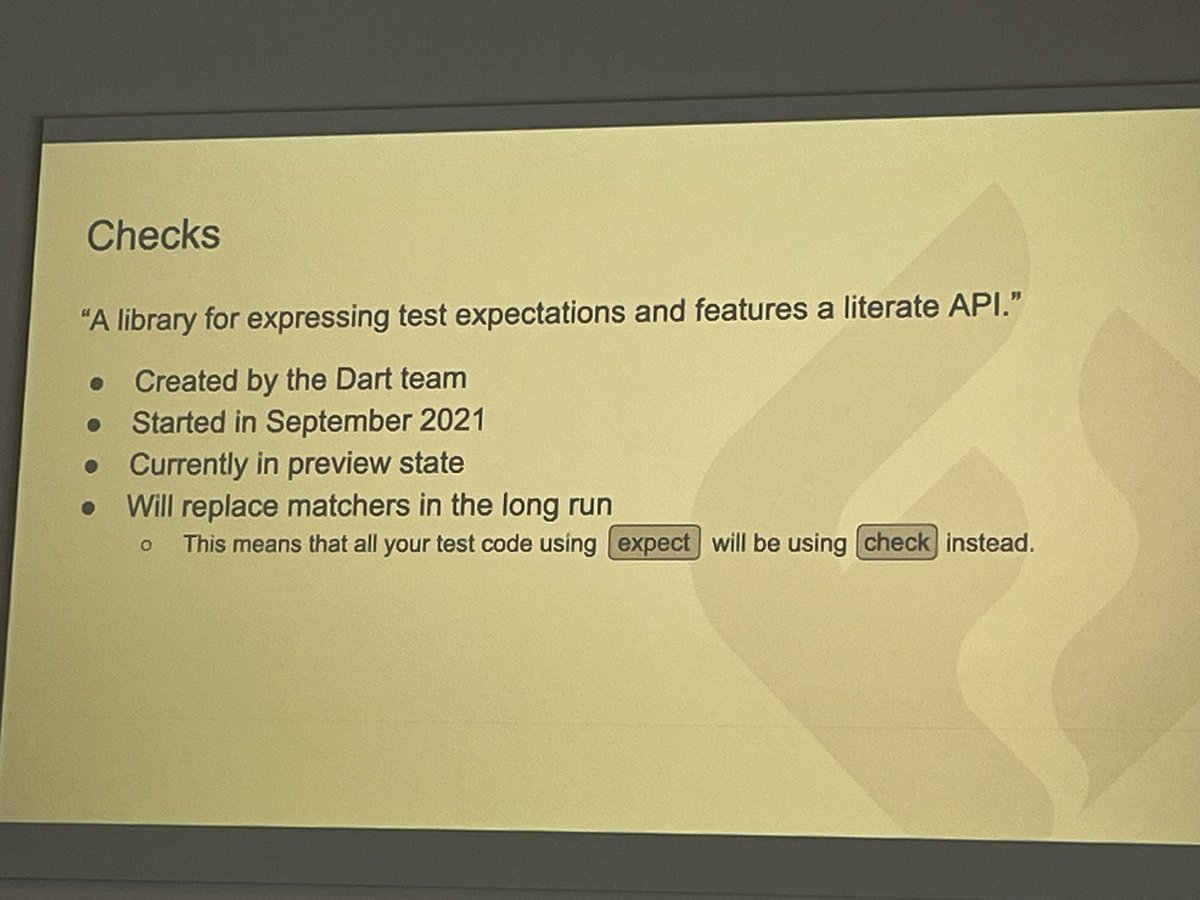 Checks
“A library for expressing test expectations and features a literate API.”
● Created by the Dart team
● Started in September 2021
● Currently in preview state
● Will replace matchers in the long run
○ This means that all your test code using expect will be using check instead.